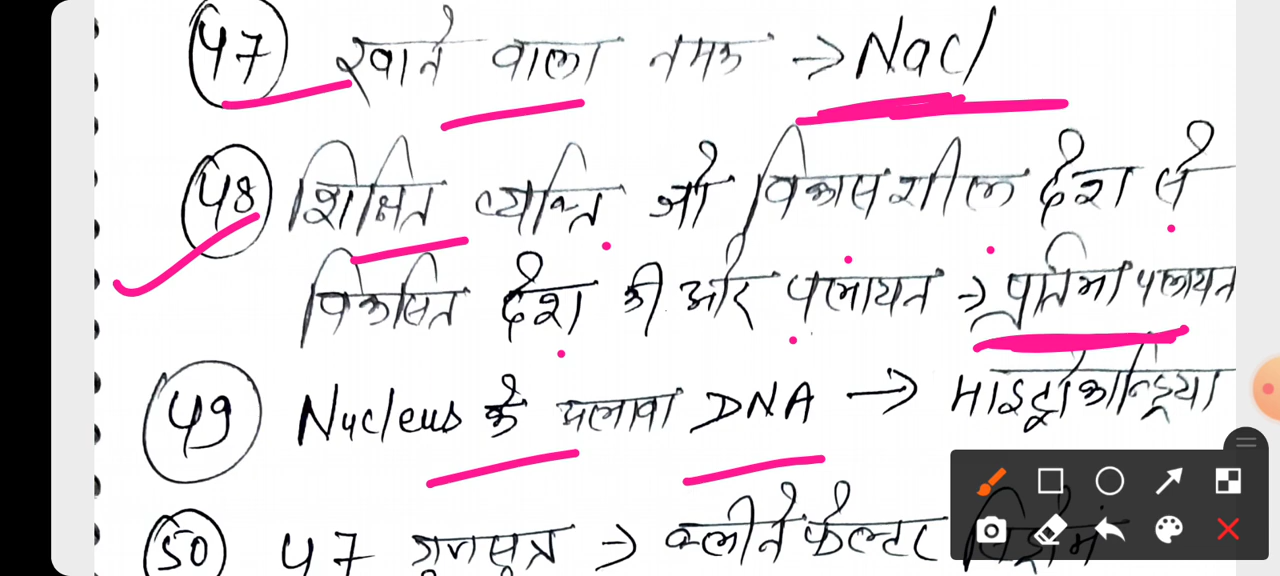 47 खाने वाला नमक → Nacl
48 शिक्षित व्यक्ति जो विकासशील देश से
विकसित देश की और पलायन → प्रतिभा पलायन
49 Nucleus के अलावा DNA → माइट्रोकान्ड्रिया
50 47 गुणसूत्र → क्लीनेफेल्टर सिंड्रोम